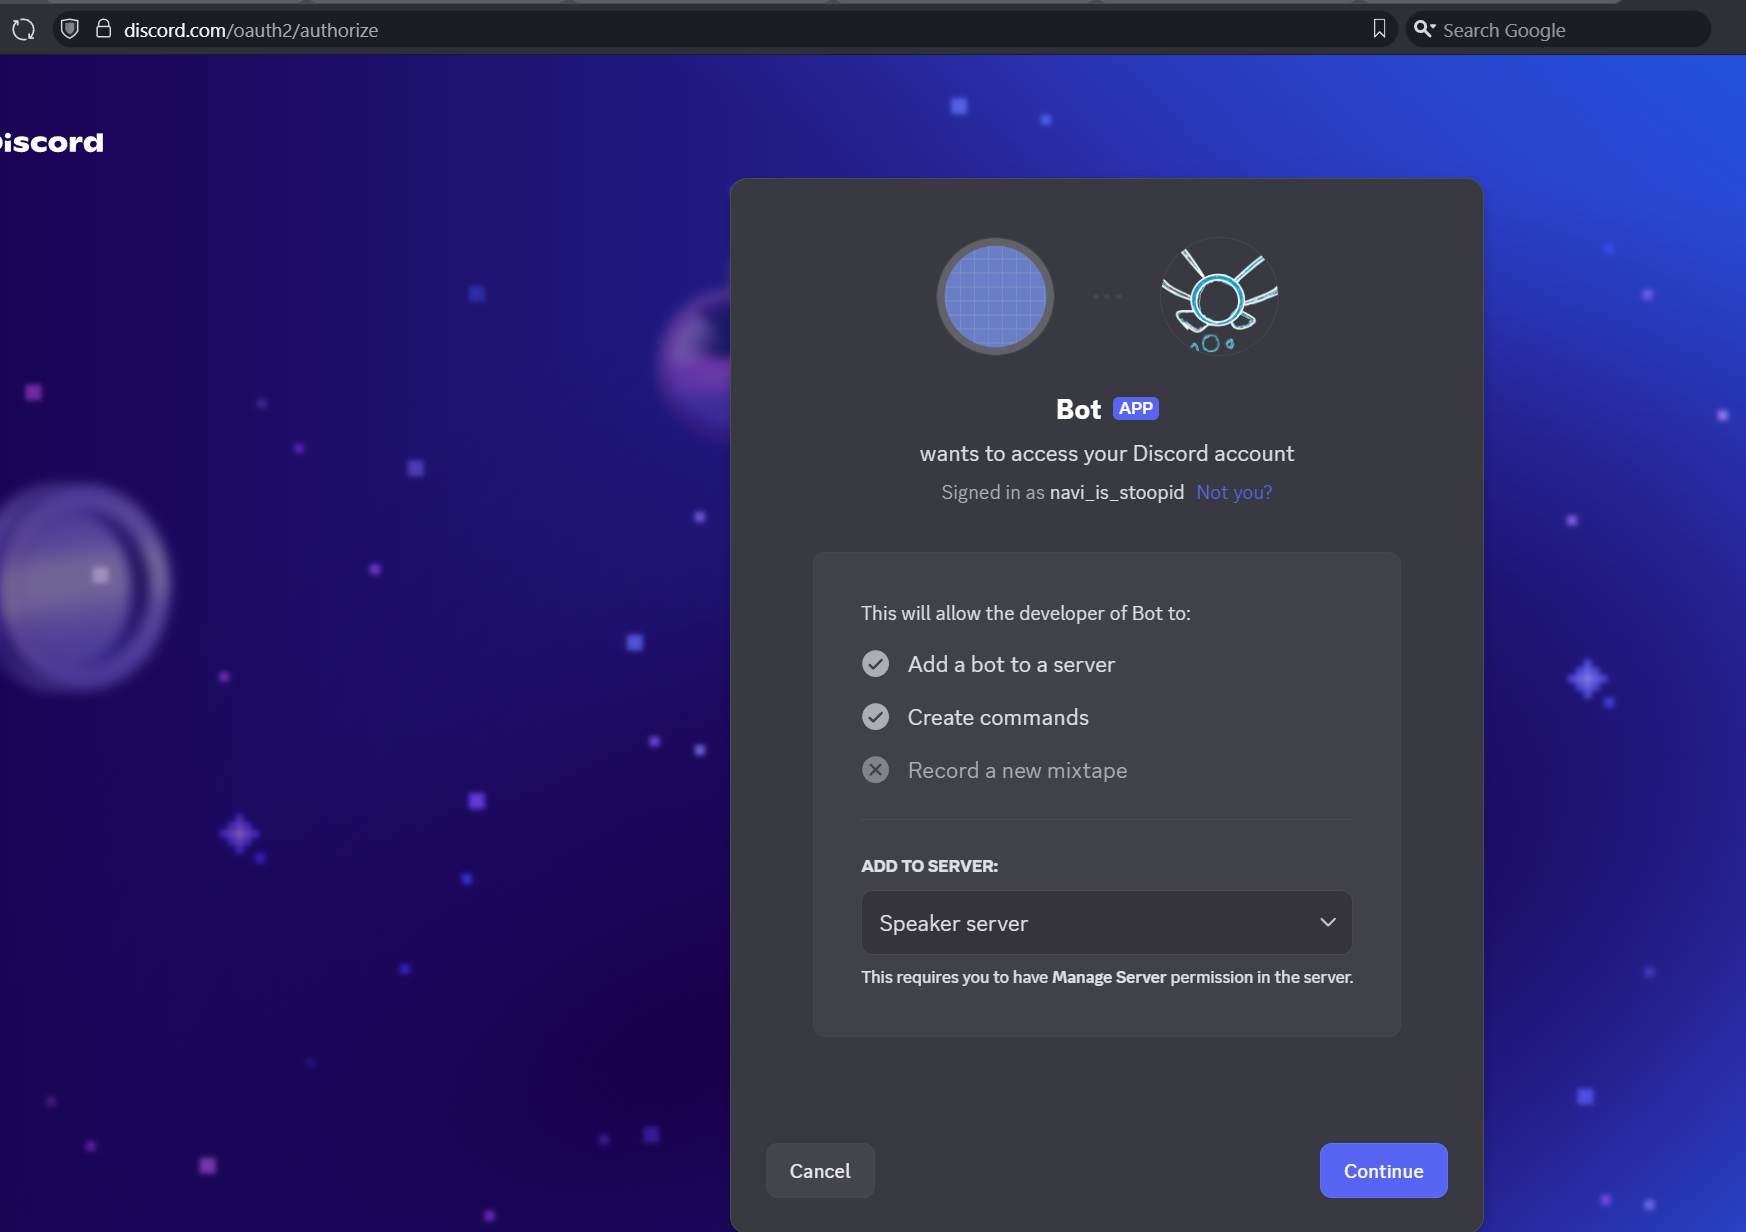 discord.com/oauth2/authorize
Search Google
Discord
Bot APP
wants to access your Discord account
Signed in as navi_is_stoopid Not you?
This will allow the developer of Bot to:
Add a bot to a server
Create commands
Record a new mixtape
ADD TO SERVER:
Speaker server
This requires you to have Manage Server permission in the server.
Cancel
Continue